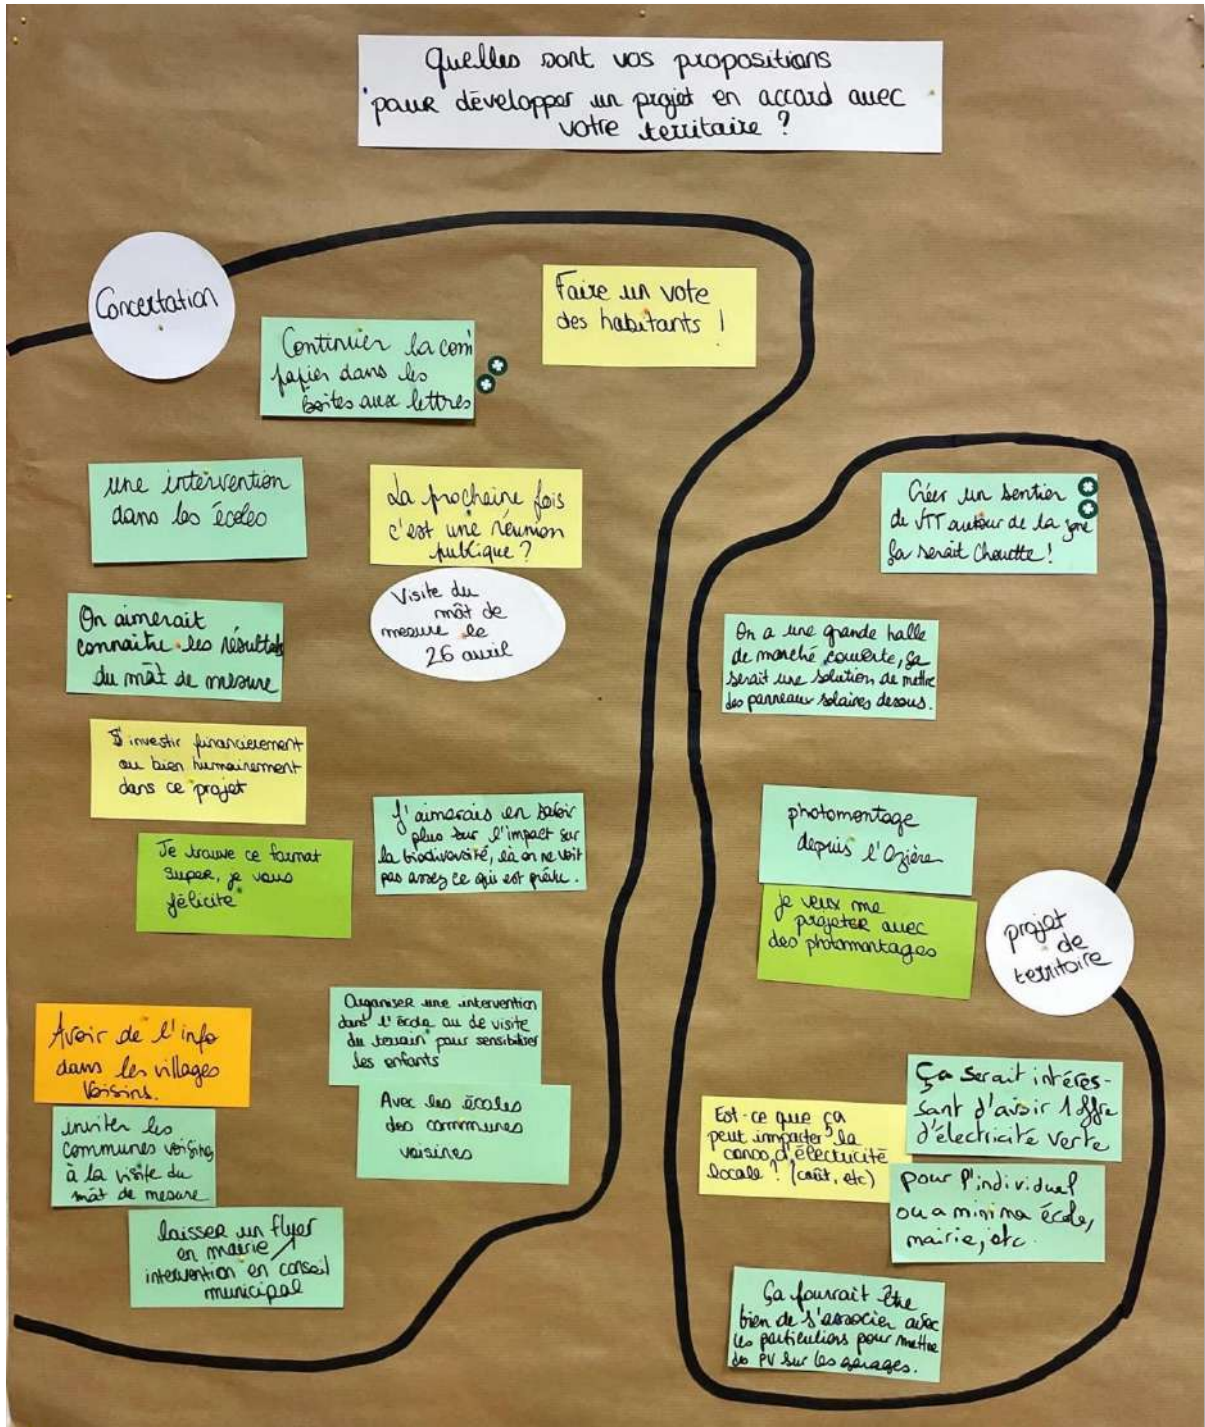 Quelles sont vos propositions
pour développer un projet en accord avec
votre territoire ?
Concertation
Faire un vote
des habitants !
Continuer la com
papier dans les
boites aux lettres
une intervention
dans les écoles
La prochaine fois
c'est une réunion
publique ?
Visite du
mât de
mesure le
26 avril
On aimerait
connaitre les résultats
du mât de mesure
S'investir financièrement
ou bien humainement
dans ce projet
J'aimerais en savoir
plus sur l'impact sur
la biodiversité, là on ne voit
pas assez ce qui est prévu.
Je trouve ce format
super, je vous
félicite
Avoir de l'info
dans les villages
voisins.
inviter les
communes voisines
à la visite du
mât de mesure
laisser un flyer
en mairie /
intervention en conseil
municipal
Organiser une intervention
dans l'école ou de visite
du terrain pour sensibiliser
les enfants
Avec les écoles
des communes
voisines
Créer un sentier
de VTT autour de la zone
ça serait chouette !
On a une grande halle
de marché couverte, ça
serait une solution de mettre
des panneaux solaires dessus.
photomontage
depuis l'Ozière
je veux me
projeter avec
des photomontages
projet
de
territoire
Ça serait intéres-
sant d'avoir 1 offre
d'électricité verte
pour l'individuel
ou a minima école,
mairie, etc.
Est-ce que ça
peut impacter la
conso d'électricité
locale ? (coût, etc)
Ça pourrait être
bien de s'associer avec
les particuliers pour mettre
des PV sur les garages.